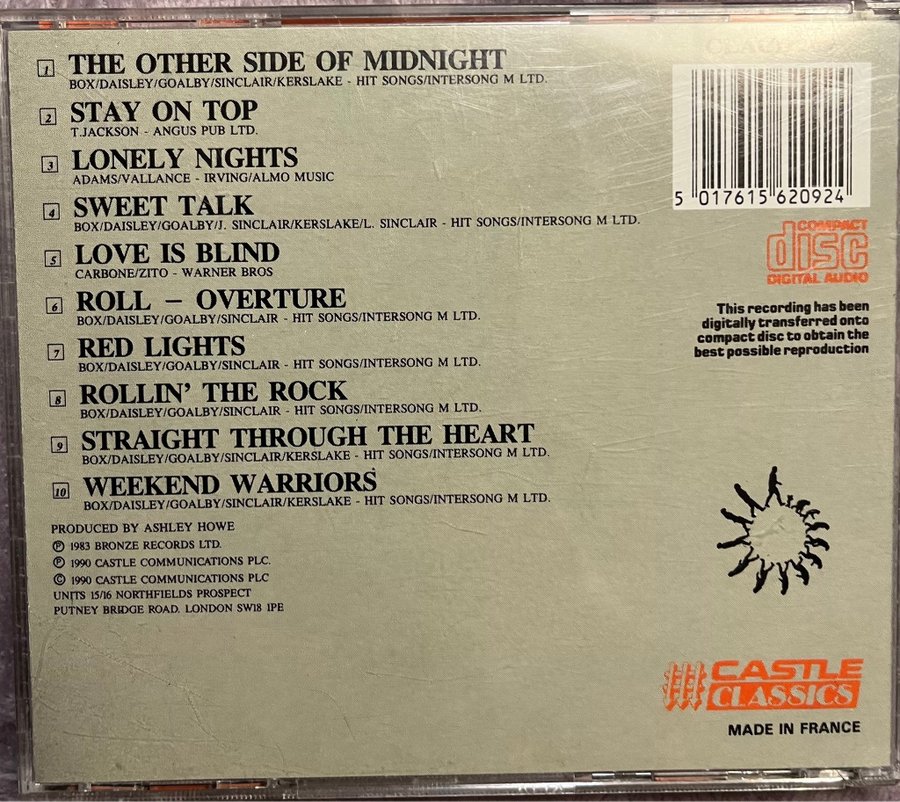 1 THE OTHER SIDE OF MIDNIGHT
BOX/DAISLEY/GOALBY/SINCLAIR/KERSLAKE - HIT SONGS/INTERSONG M LTD.
2 STAY ON TOP
T.JACKSON - ANGUS PUB LTD.
3 LONELY NIGHTS
ADAMS/VALLANCE - IRVING/ALMO MUSIC
4 SWEET TALK
BOX/DAISLEY/GOALBY/J. SINCLAIR/KERSLAKE/L. SINCLAIR - HIT SONGS/INTERSONG M LTD.
5 LOVE IS BLIND
CARBONE/ZITO - WARNER BROS
6 ROLL – OVERTURE
BOX/DAISLEY/GOALBY/SINCLAIR - HIT SONGS/INTERSONG M LTD.
7 RED LIGHTS
BOX/DAISLEY/GOALBY/SINCLAIR - HIT SONGS/INTERSONG M LTD.
8 ROLLIN' THE ROCK
BOX/DAISLEY/GOALBY/SINCLAIR - HIT SONGS/INTERSONG M LTD.
9 STRAIGHT THROUGH THE HEART
BOX/DAISLEY/GOALBY/SINCLAIR/KERSLAKE - HIT SONGS/INTERSONG M LTD.
10 WEEKEND WARRIORS
BOX/DAISLEY/GOALBY/SINCLAIR/KERSLAKE - HIT SONGS/INTERSONG M LTD.
PRODUCED BY ASHLEY HOWE
℗ 1983 BRONZE RECORDS LTD.
℗ 1990 CASTLE COMMUNICATIONS PLC.
© 1990 CASTLE COMMUNICATIONS PLC
UNITS 15/16 NORTHFIELDS PROSPECT
PUTNEY BRIDGE ROAD. LONDON SW18 1PE
5 017615 620924
COMPACT
disc
DIGITAL AUDIO
This recording has been
digitally transferred onto
compact disc to obtain the
best possible reproduction
CASTLE
CLASSICS
MADE IN FRANCE